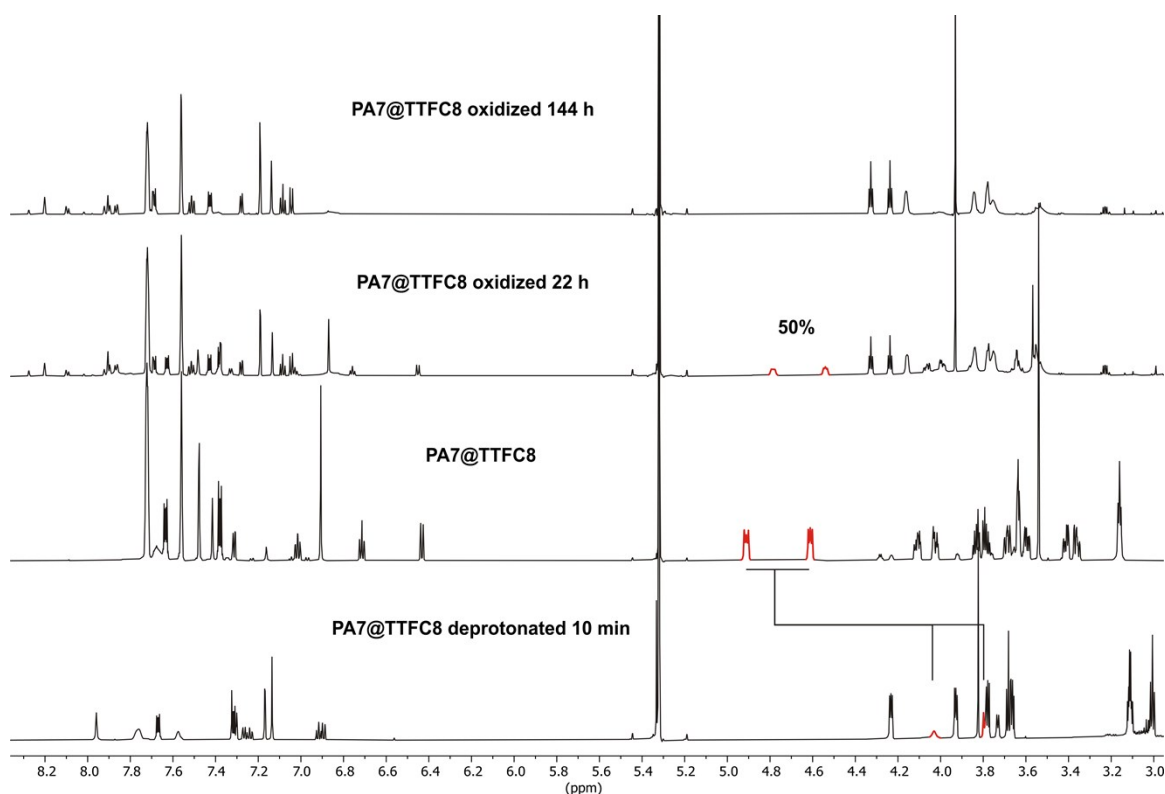 PA7@TTFC8 oxidized 144 h
PA7@TTFC8 oxidized 22 h
50%
PA7@TTFC8
PA7@TTFC8 deprotonated 10 min
8.2 8.0 7.8 7.6 7.4 7.2 7.0 6.8 6.6 6.4 6.2 6.0 5.8 5.6 5.4 5.2 5.0 4.8 4.6 4.4 4.2 4.0 3.8 3.6 3.4 3.2 3.0
(ppm)